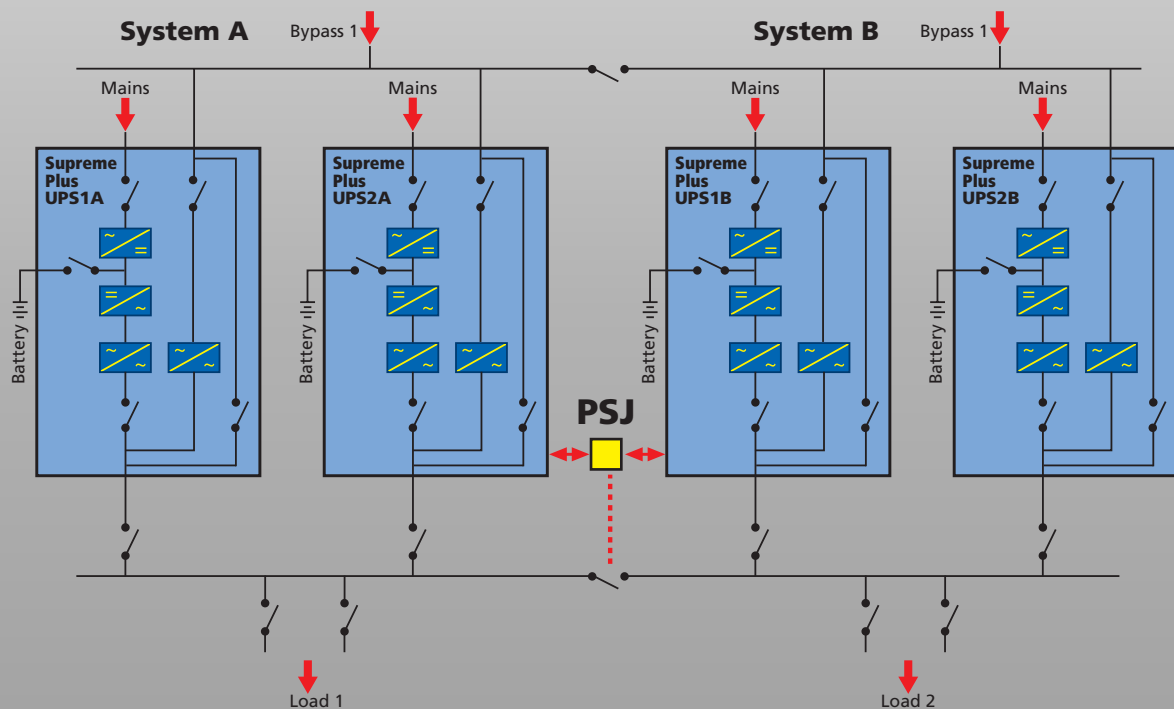 System A
Bypass 1
System B
Bypass 1
Mains
Mains
Mains
Mains
Supreme
Plus
UPS1A
Supreme
Plus
UPS2A
Supreme
Plus
UPS1B
Supreme
Plus
UPS2B
Battery
Battery
Battery
Battery
PSJ
Load 1
Load 2